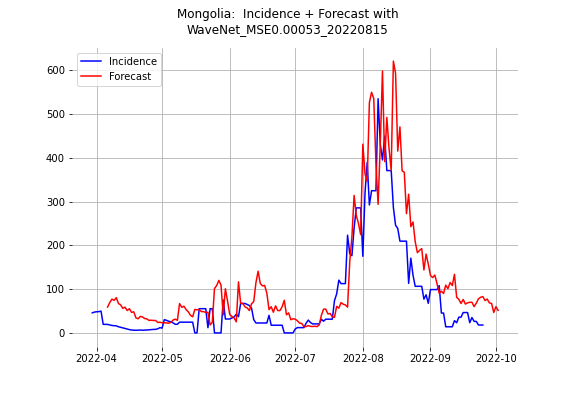 Mongolia:  Incidence + Forecast with
WaveNet_MSE0.00053_20220815
Incidence
Forecast
600
500
400
300
200
100
0
2022-04 2022-05 2022-06 2022-07 2022-08 2022-09 2022-10